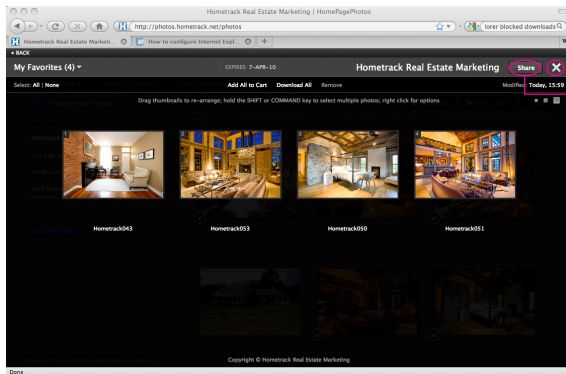 Hometrack Real Estate Marketing | HomePagePhotos
http://photos.hometrack.net/photos
lorer blocked downloads
Hometrack Real Estate Marketi...
How to configure Internet Expl...
BACK
My Favorites (4)
EXPIRES: 7-APR-10
Hometrack Real Estate Marketing
Share
Select: All | None
Add All to Cart Download All Remove
Modified: Today, 15:59
Drag thumbnails to re-arrange; hold the SHIFT or COMMAND key to select multiple photos, right click for options
1
2
3
4
Hometrack043
Hometrack053
Hometrack050
Hometrack051
Copyright © Hometrack Real Estate Marketing
Done